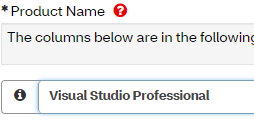 * Product Name ?
The columns below are in the following
Visual Studio Professional